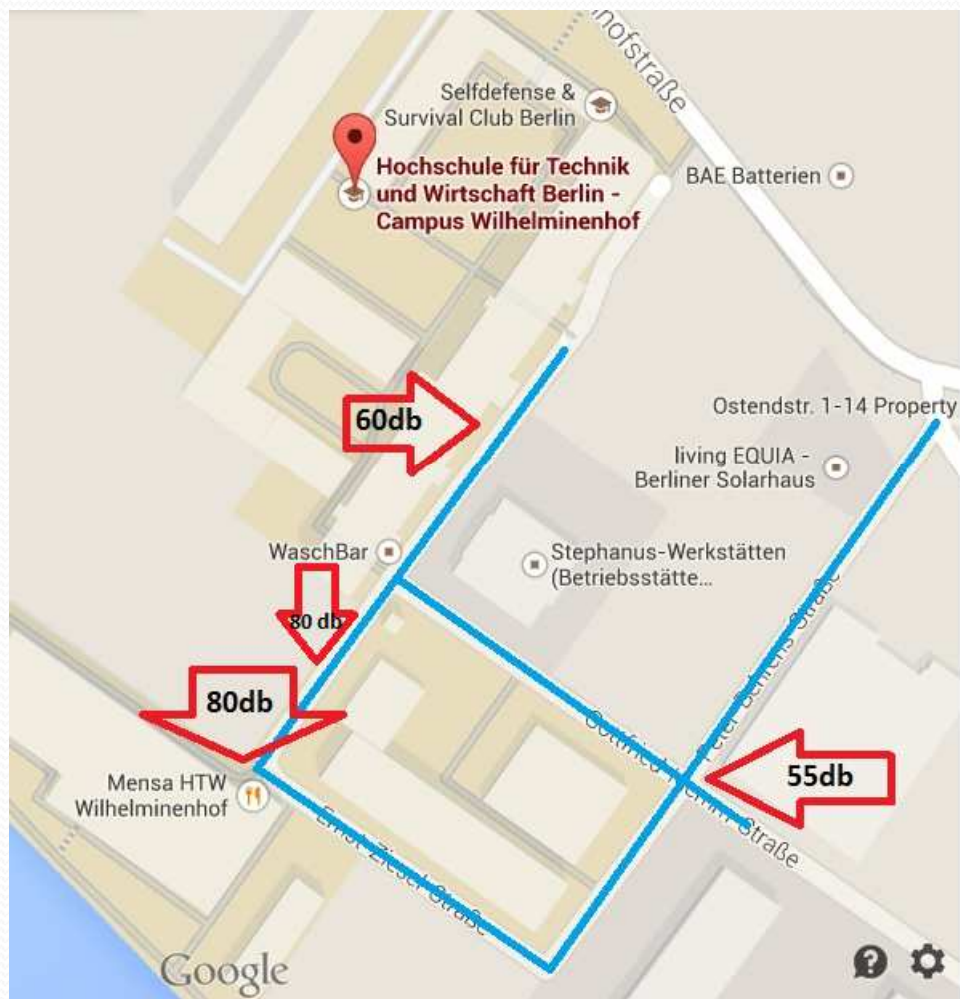 nhofstraße
Selfdefense &
Survival Club Berlin
Hochschule für Technik
und Wirtschaft Berlin -
Campus Wilhelminenhof
BAE Batterien
60db
Ostendstr. 1-14 Property
living EQUIA -
Berliner Solarhaus
WaschBar
Stephanus-Werkstätten
(Betriebsstätte...
80 db
Peter-Behrens-Straße
80db
55db
Mensa HTW
Wilhelminenhof
Ernst-Ziesel-Straße
Google